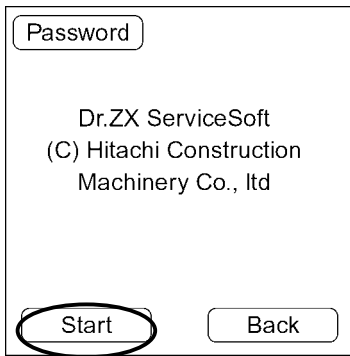 Password
Dr.ZX ServiceSoft
(C) Hitachi Construction
Machinery Co., ltd
Start
Back